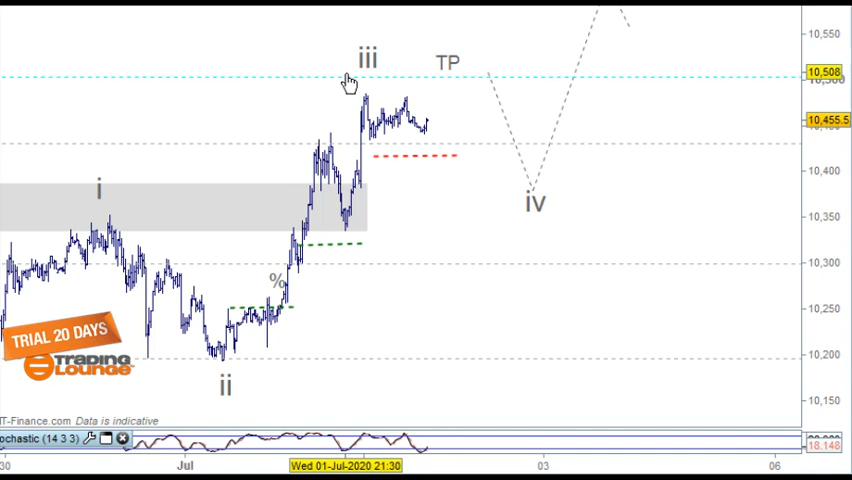 10,550
iii
TP
10,508
10,455.5
10,400
i
10,350
iv
10,300
%
10,250
TRIAL 20 DAYS
TRADING
LOUNGE
10,200
ii
10,150
IT-Finance.com Data is indicative
ochastic (14 3 3)
18.148
30
Jul
Wed 01-Jul-2020 21:30
03
06